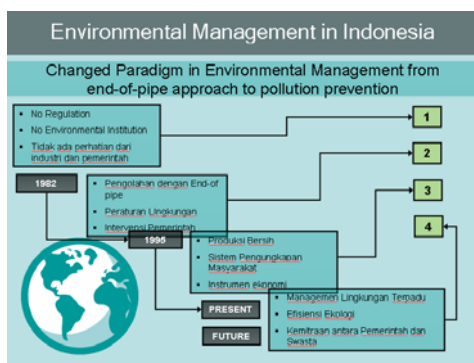 Environmental Management in Indonesia
Changed Paradigm in Environmental Management from
end-of-pipe approach to pollution prevention
No Regulation
No Environmental Institution
Tidak ada perhatian dari
industri dan pemerintah
1
2
3
4
1982
Pengolahan dengan End-of
pipe
Peraturan Lingkungan
Intervensi Pemerintah
1995
Produksi Bersih
Sistem Pengungkapan
Masyarakat
Instrumen ekonomi
PRESENT
FUTURE
Managemen Lingkungan Terpadu
Efisiensi Ekologi
Kemitraan antara Pemerintah dan
Swasta